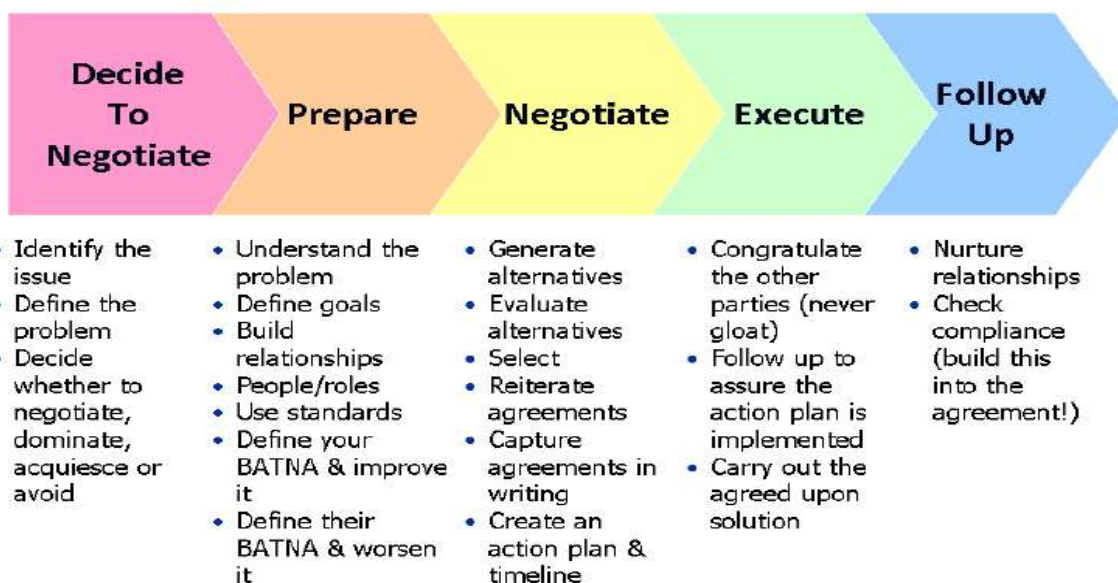 Decide
To
Negotiate
Prepare
Negotiate
Execute
Follow
Up
• Identify the
issue
• Define the
problem
• Decide
whether to
negotiate,
dominate,
acquiesce or
avoid
• Understand the
problem
• Define goals
• Build
relationships
• People/roles
• Use standards
• Define your
BATNA & improve
it
• Define their
BATNA & worsen
it
• Generate
alternatives
• Evaluate
alternatives
• Select
• Reiterate
agreements
• Capture
agreements in
writing
• Create an
action plan &
timeline
• Congratulate
the other
parties (never
gloat)
• Follow up to
assure the
action plan is
implemented
• Carry out the
agreed upon
solution
• Nurture
relationships
• Check
compliance
(build this
into the
agreement!)